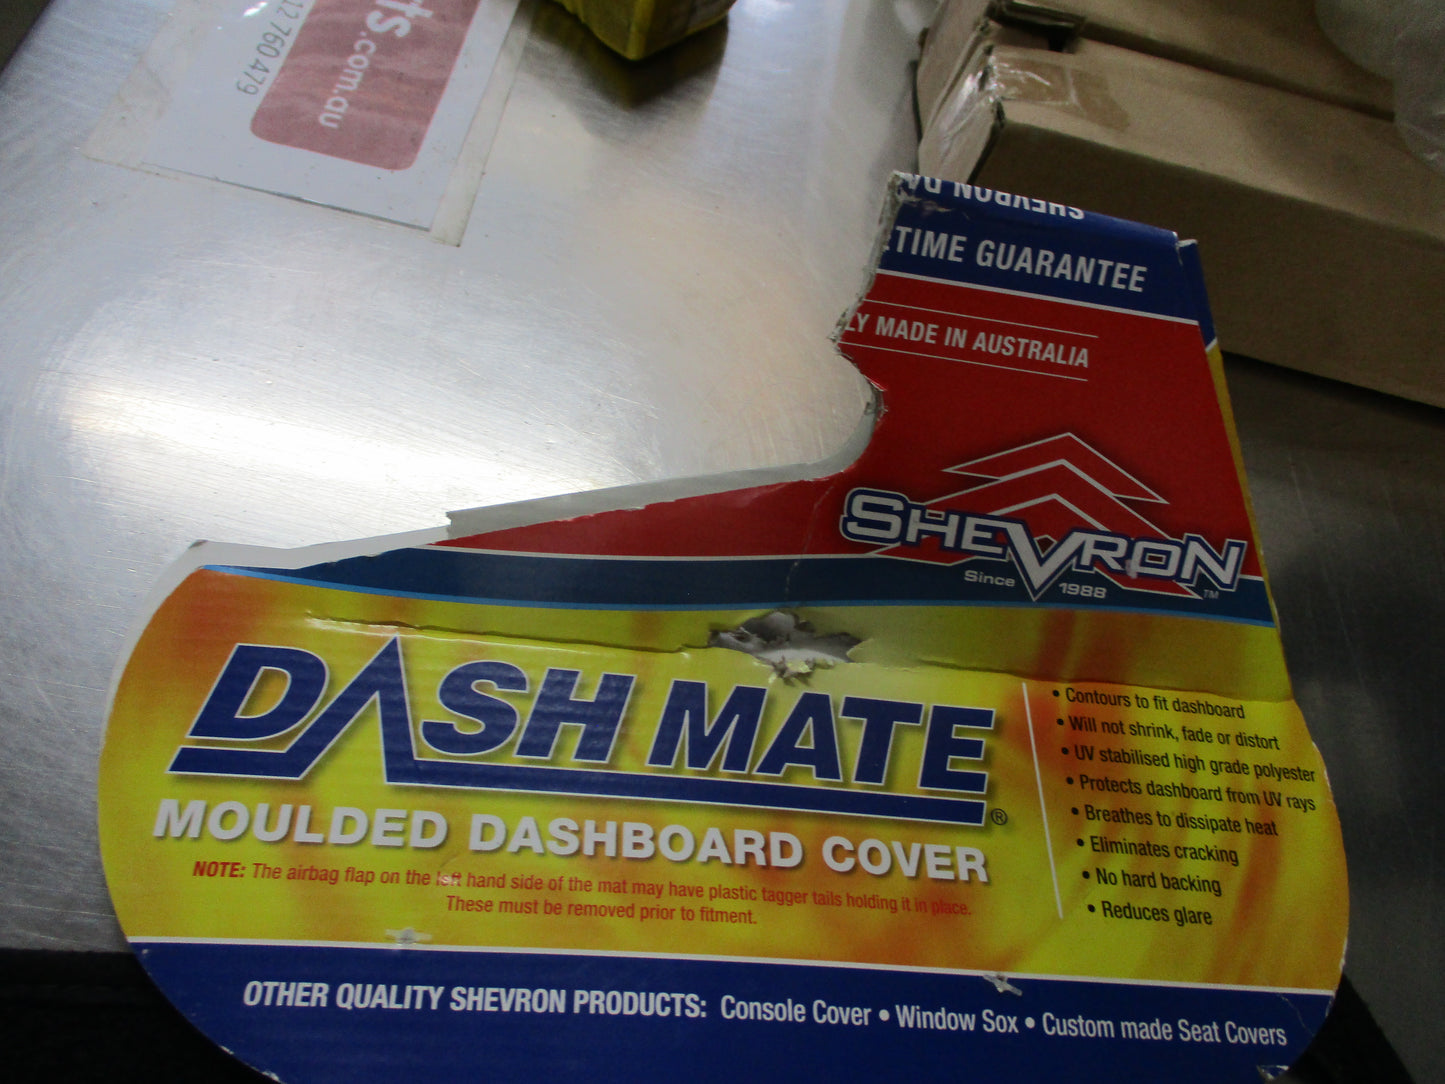 12 760 479
rts.com.au
SHEVRON DA
ETIME GUARANTEE
LY MADE IN AUSTRALIA
SHEVRON
Since 1988
TM
DASH MATE®
MOULDED DASHBOARD COVER
NOTE: The airbag flap on the left hand side of the mat may have plastic tagger tails holding it in place.
These must be removed prior to fitment.
• Contours to fit dashboard
• Will not shrink, fade or distort
• UV stabilised high grade polyester
• Protects dashboard from UV rays
• Breathes to dissipate heat
• Eliminates cracking
• No hard backing
• Reduces glare
OTHER QUALITY SHEVRON PRODUCTS: Console Cover • Window Sox • Custom made Seat Covers